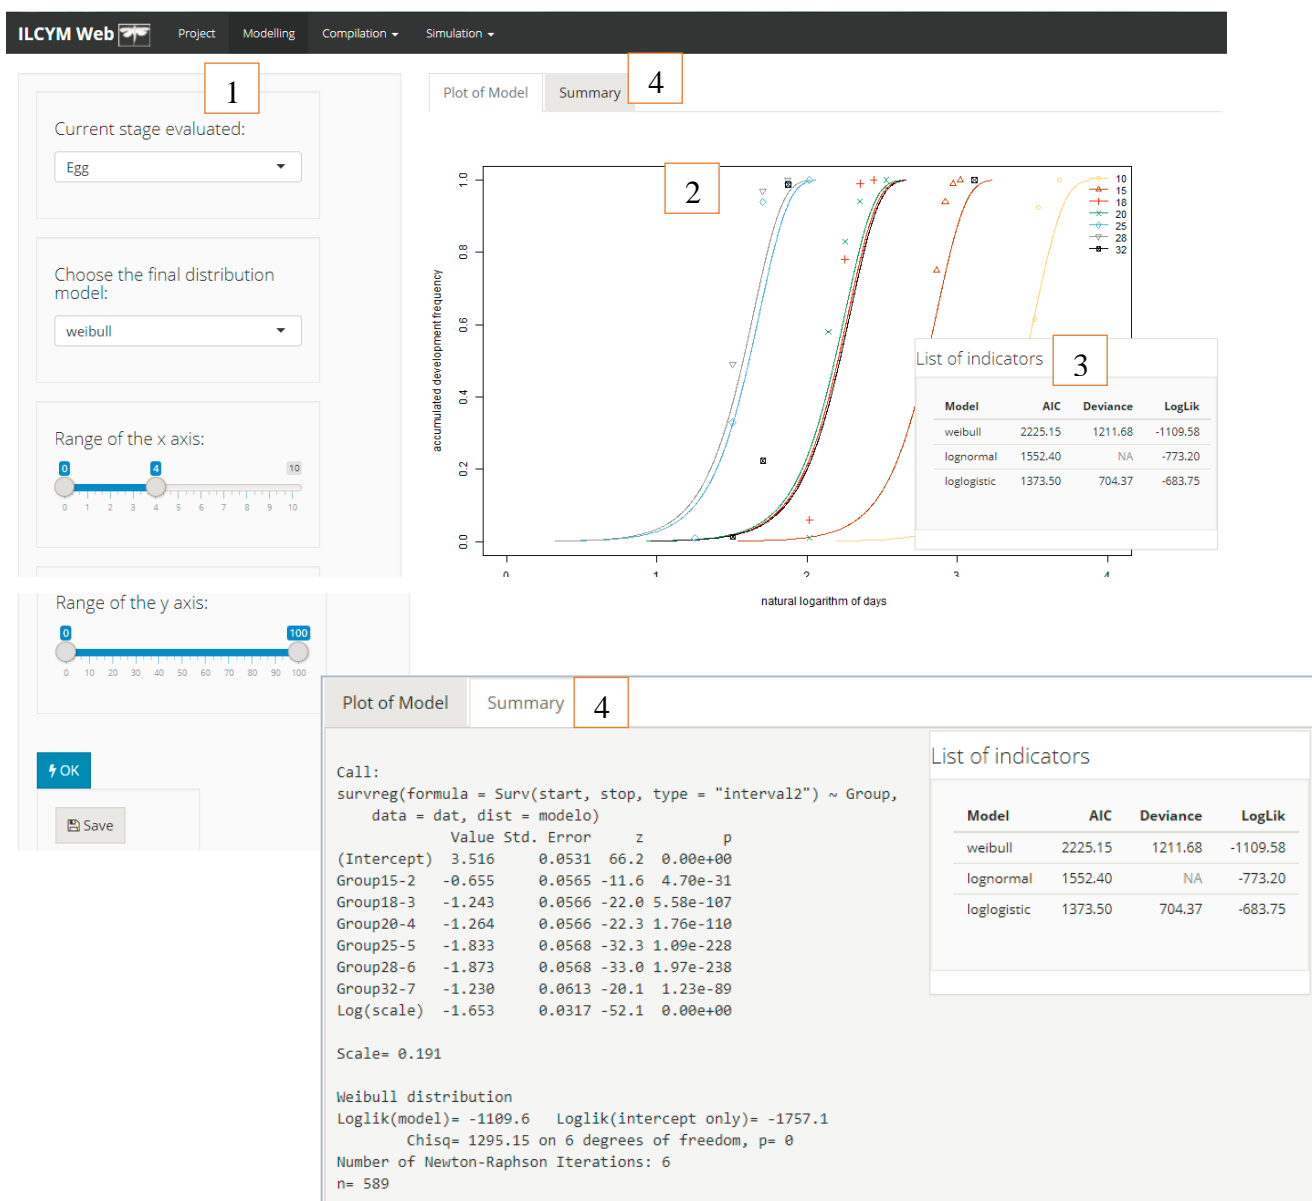 ILCYM Web Project Modelling Compilation Simulation
1
Current stage evaluated:
Egg
Choose the final distribution
model:
weibull
Range of the x axis:
0 4 10
0 1 2 3 4 5 6 7 8 9 10
Range of the y axis:
0 100
0 10 20 30 40 50 60 70 80 90 100
OK
Save
Plot of Model Summary 4
2
accumulated development frequency
1.0
0.8
0.6
0.4
0.2
0.0
10
15
18
20
25
28
32
0 1 2 3 4
natural logarithm of days
List of indicators 3
Model AIC Deviance LogLik
weibull 2225.15 1211.68 -1109.58
lognormal 1552.40 NA -773.20
loglogistic 1373.50 704.37 -683.75
Plot of Model Summary 4
Call:
survreg(formula = Surv(start, stop, type = "interval2") ~ Group,
data = dat, dist = modelo)
Value Std. Error z p
(Intercept) 3.516 0.0531 66.2 0.00e+00
Group15-2 -0.655 0.0565 -11.6 4.70e-31
Group18-3 -1.243 0.0566 -22.0 5.58e-107
Group20-4 -1.264 0.0566 -22.3 1.76e-110
Group25-5 -1.833 0.0568 -32.3 1.09e-228
Group28-6 -1.873 0.0568 -33.0 1.97e-238
Group32-7 -1.230 0.0613 -20.1 1.23e-89
Log(scale) -1.653 0.0317 -52.1 0.00e+00
Scale= 0.191
Weibull distribution
Loglik(model)= -1109.6 Loglik(intercept only)= -1757.1
Chisq= 1295.15 on 6 degrees of freedom, p= 0
Number of Newton-Raphson Iterations: 6
n= 589
List of indicators
Model AIC Deviance LogLik
weibull 2225.15 1211.68 -1109.58
lognormal 1552.40 NA -773.20
loglogistic 1373.50 704.37 -683.75